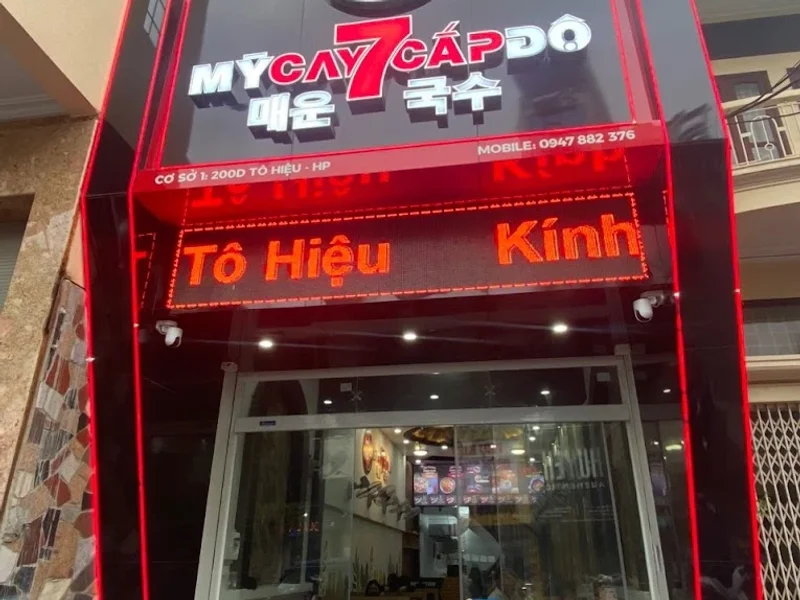 MỲ CAY 7 CẤP ĐỘ
매운 국수
MOBILE: 0947 882 376
CƠ SỞ 1: 200D TÔ HIỆU - HP
Tô Hiệu Kính